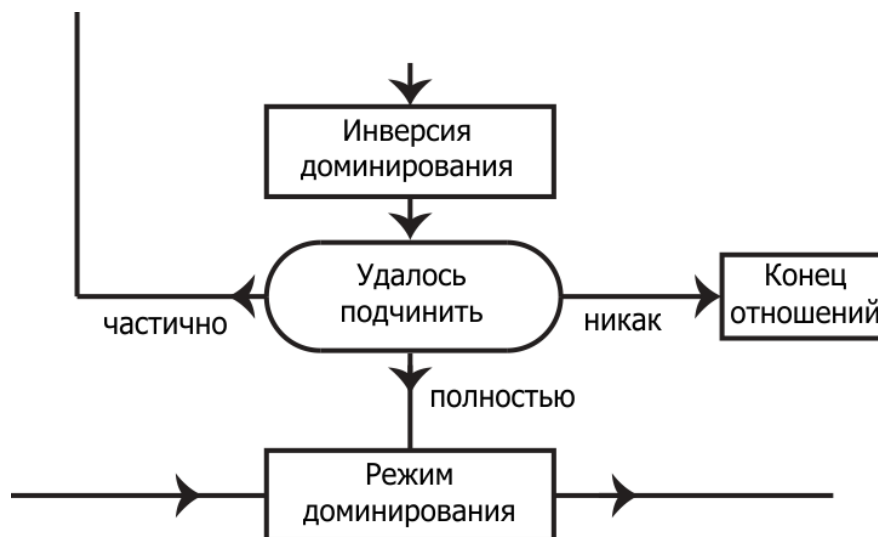 Инверсия
доминирования
Удалось
подчинить
частично
никак
Конец
отношений
полностью
Режим
доминирования